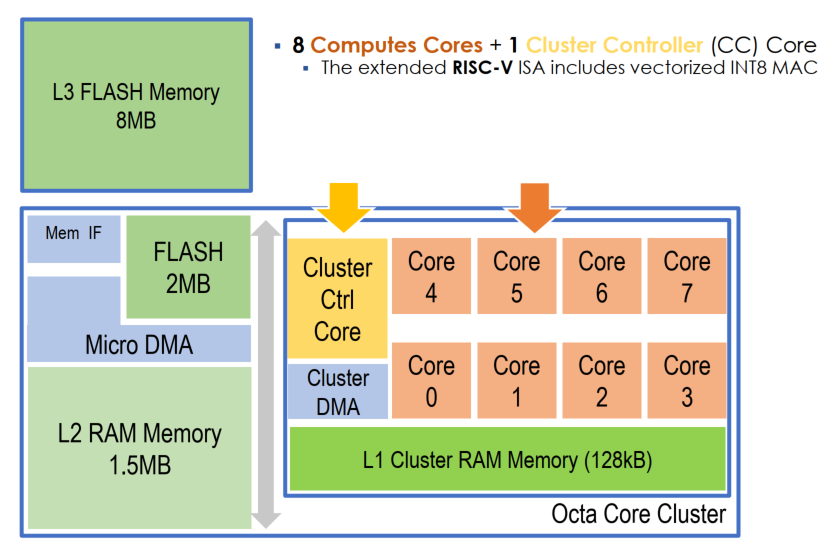 ▪ 8 Computes Cores + 1 Cluster Controller (CC) Core
▪ The extended RISC-V ISA includes vectorized INT8 MAC
L3 FLASH Memory
8MB
Mem IF
FLASH
2MB
Micro DMA
L2 RAM Memory
1.5MB
Cluster
Ctrl
Core
Cluster
DMA
Core
4
Core
5
Core
6
Core
7
Core
0
Core
1
Core
2
Core
3
L1 Cluster RAM Memory (128kB)
Octa Core Cluster